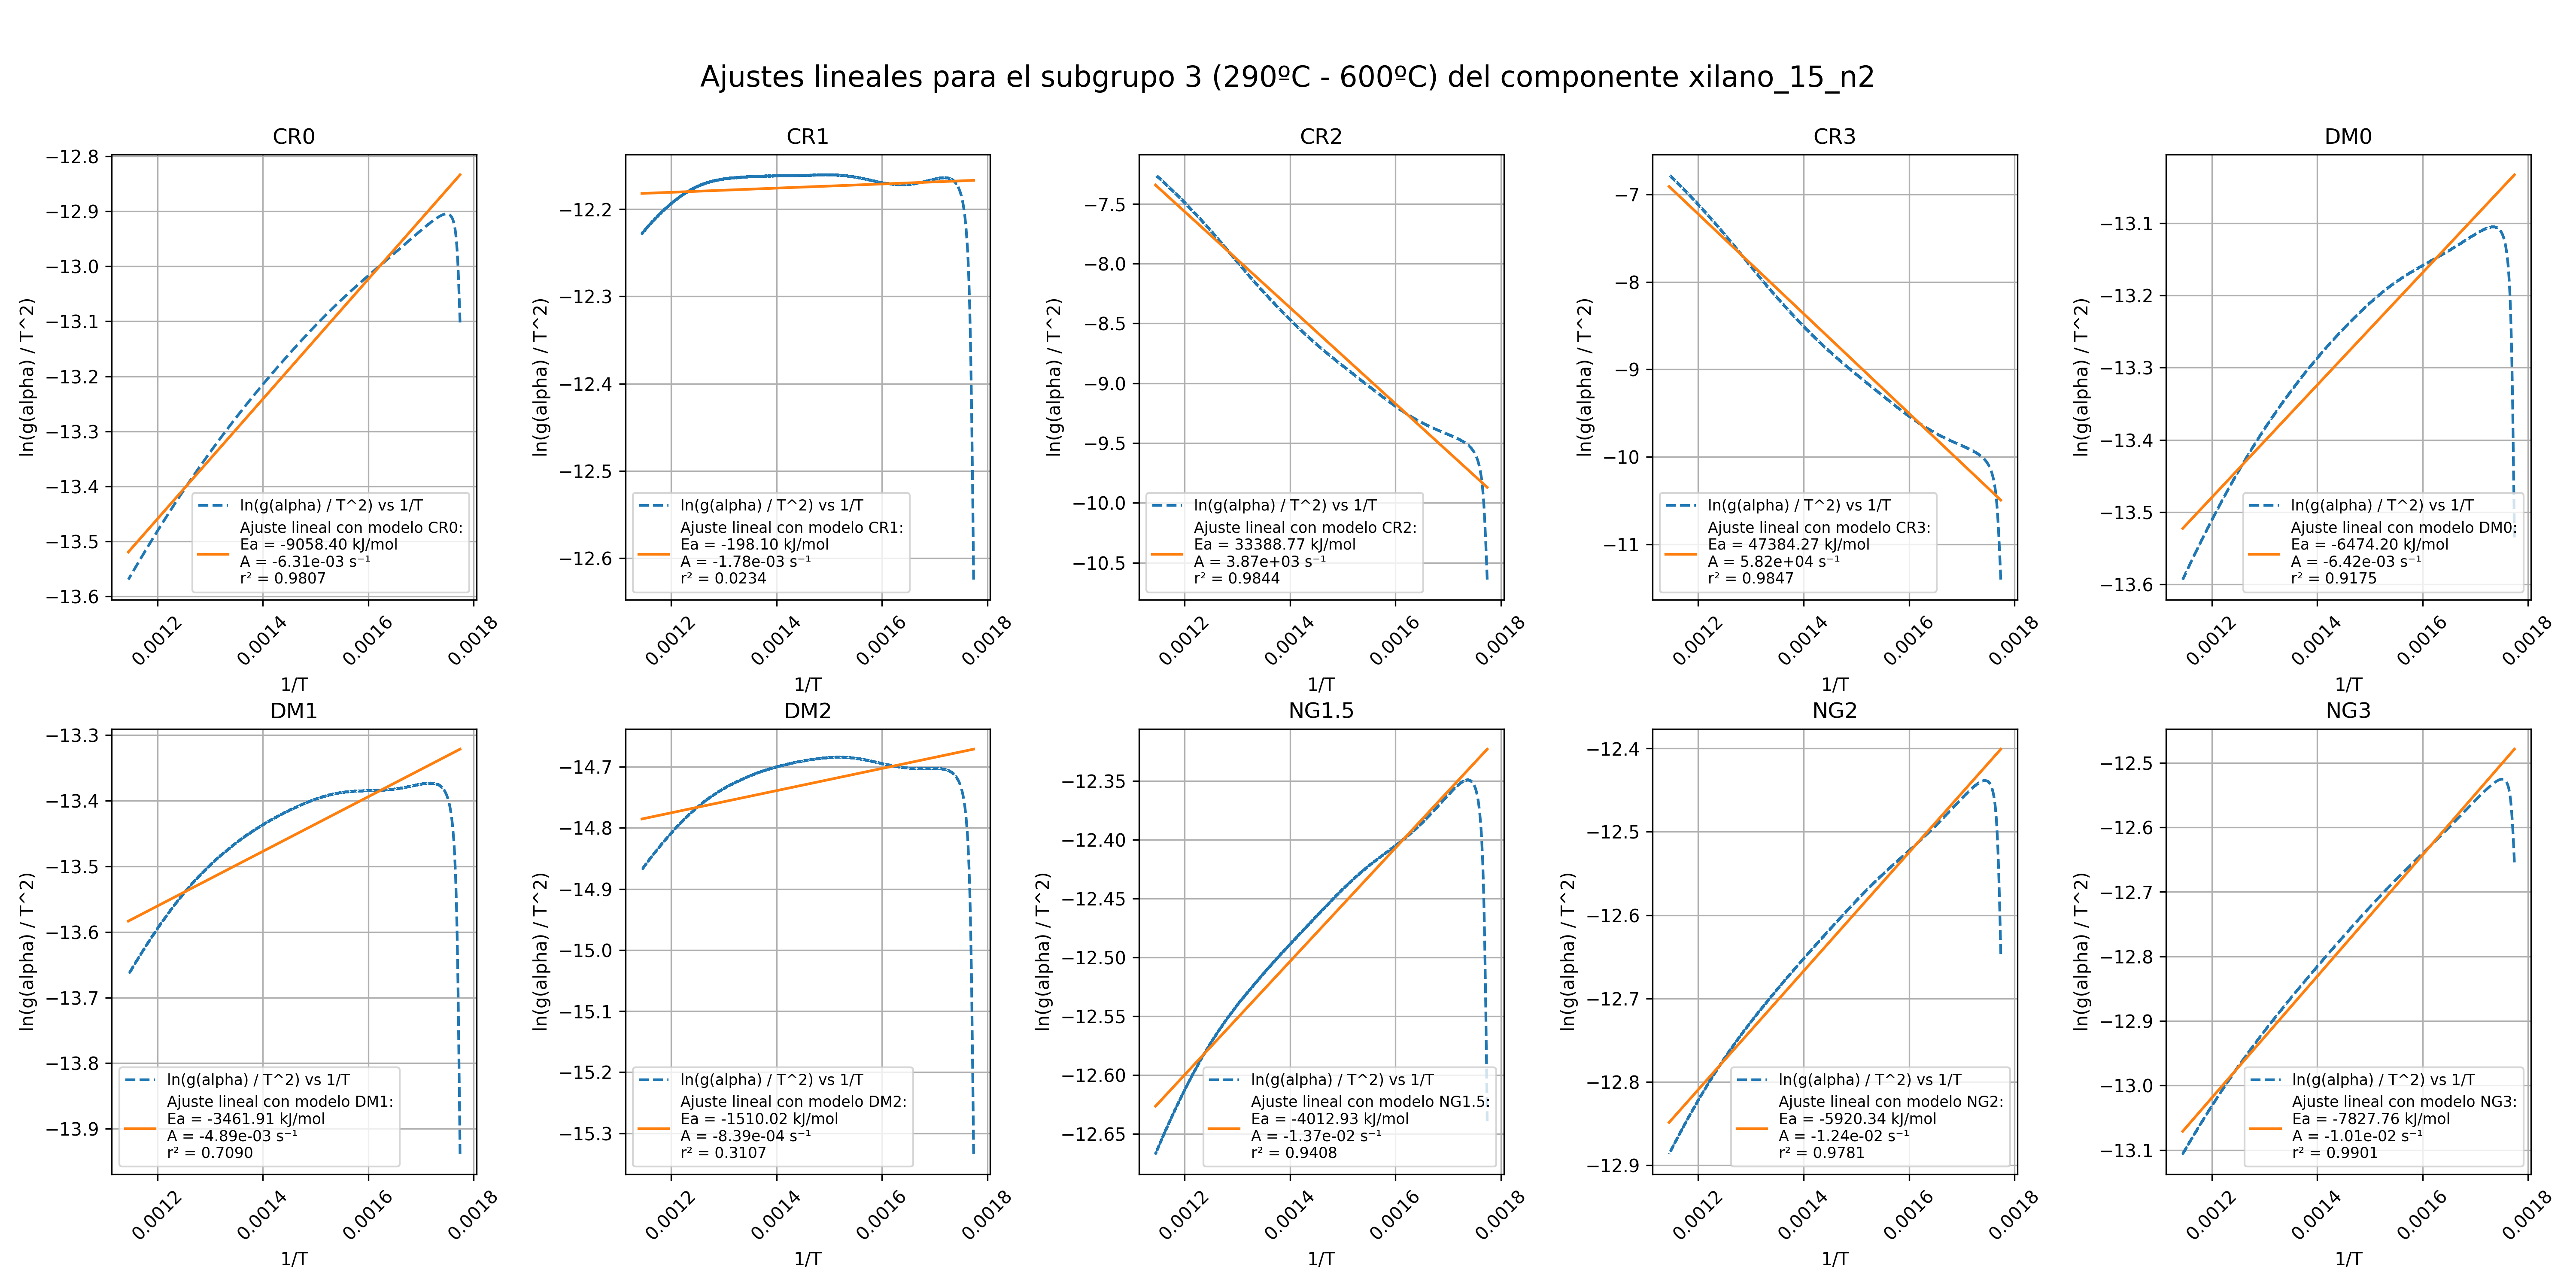 Ajustes lineales para el subgrupo 3 (290ºC - 600ºC) del componente xilano_15_n2
CR0
ln(g(alpha) / T^2)
−12.8
−12.9
−13.0
−13.1
−13.2
−13.3
−13.4
−13.5
−13.6
ln(g(alpha) / T^2) vs 1/T
Ajuste lineal con modelo CR0:
Ea = -9058.40 kJ/mol
A = -6.31e-03 s⁻¹
r² = 0.9807
0.0012
0.0014
0.0016
0.0018
1/T
CR1
ln(g(alpha) / T^2)
−12.2
−12.3
−12.4
−12.5
−12.6
ln(g(alpha) / T^2) vs 1/T
Ajuste lineal con modelo CR1:
Ea = -198.10 kJ/mol
A = -1.78e-03 s⁻¹
r² = 0.0234
0.0012
0.0014
0.0016
0.0018
1/T
CR2
ln(g(alpha) / T^2)
−7.5
−8.0
−8.5
−9.0
−9.5
−10.0
−10.5
ln(g(alpha) / T^2) vs 1/T
Ajuste lineal con modelo CR2:
Ea = 33388.77 kJ/mol
A = 3.87e+03 s⁻¹
r² = 0.9844
0.0012
0.0014
0.0016
0.0018
1/T
CR3
ln(g(alpha) / T^2)
−7
−8
−9
−10
−11
ln(g(alpha) / T^2) vs 1/T
Ajuste lineal con modelo CR3:
Ea = 47384.27 kJ/mol
A = 5.82e+04 s⁻¹
r² = 0.9847
0.0012
0.0014
0.0016
0.0018
1/T
DM0
ln(g(alpha) / T^2)
−13.1
−13.2
−13.3
−13.4
−13.5
−13.6
ln(g(alpha) / T^2) vs 1/T
Ajuste lineal con modelo DM0:
Ea = -6474.20 kJ/mol
A = -6.42e-03 s⁻¹
r² = 0.9175
0.0012
0.0014
0.0016
0.0018
1/T
DM1
ln(g(alpha) / T^2)
−13.3
−13.4
−13.5
−13.6
−13.7
−13.8
−13.9
ln(g(alpha) / T^2) vs 1/T
Ajuste lineal con modelo DM1:
Ea = -3461.91 kJ/mol
A = -4.89e-03 s⁻¹
r² = 0.7090
0.0012
0.0014
0.0016
0.0018
1/T
DM2
ln(g(alpha) / T^2)
−14.7
−14.8
−14.9
−15.0
−15.1
−15.2
−15.3
ln(g(alpha) / T^2) vs 1/T
Ajuste lineal con modelo DM2:
Ea = -1510.02 kJ/mol
A = -8.39e-04 s⁻¹
r² = 0.3107
0.0012
0.0014
0.0016
0.0018
1/T
NG1.5
ln(g(alpha) / T^2)
−12.35
−12.40
−12.45
−12.50
−12.55
−12.60
−12.65
ln(g(alpha) / T^2) vs 1/T
Ajuste lineal con modelo NG1.5:
Ea = -4012.93 kJ/mol
A = -1.37e-02 s⁻¹
r² = 0.9408
0.0012
0.0014
0.0016
0.0018
1/T
NG2
ln(g(alpha) / T^2)
−12.4
−12.5
−12.6
−12.7
−12.8
−12.9
ln(g(alpha) / T^2) vs 1/T
Ajuste lineal con modelo NG2:
Ea = -5920.34 kJ/mol
A = -1.24e-02 s⁻¹
r² = 0.9781
0.0012
0.0014
0.0016
0.0018
1/T
NG3
ln(g(alpha) / T^2)
−12.5
−12.6
−12.7
−12.8
−12.9
−13.0
−13.1
ln(g(alpha) / T^2) vs 1/T
Ajuste lineal con modelo NG3:
Ea = -7827.76 kJ/mol
A = -1.01e-02 s⁻¹
r² = 0.9901
0.0012
0.0014
0.0016
0.0018
1/T